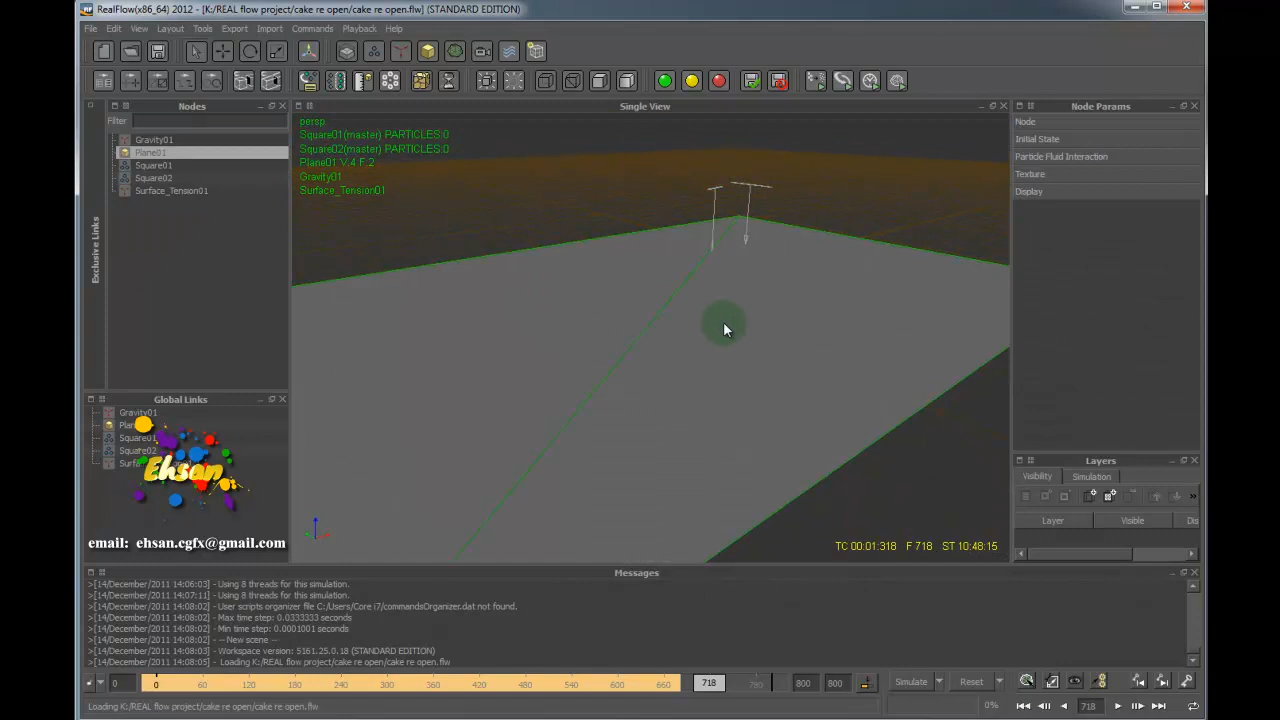 RealFlow(x86_64) 2012 - [K:/REAL flow project/cake re open/cake re open.flw] (STANDARD EDITION)
File Edit View Layout Tools Export Import Commands Playback Help
Nodes
Single View
Node Params
Filter
Gravity01
Plane01
Square01
Square02
Surface_Tension01
Exclusive Links
persp
Square01(master) PARTICLES:0
Square02(master) PARTICLES:0
Plane01 V:4 F:2
Gravity01
Surface_Tension01
Node
Initial State
Particle Fluid Interaction
Texture
Display
Global Links
Gravity01
Square01
Square02
Ehsan
email: ehsan.cgfx@gmail.com
TC 00:01:318 F 718 ST 10:48:15
Layers
Visibility Simulation
Layer Visible Dis
Messages
>[14/December/2011 14:06:03] - Using 8 threads for this simulation.
>[14/December/2011 14:07:11] - Using 8 threads for this simulation.
>[14/December/2011 14:08:02] - User scripts organizer file C:/Users/Core i7/commandsOrganizer.dat not found.
>[14/December/2011 14:08:02] - Max time step: 0.0333333 seconds
>[14/December/2011 14:08:02] - Min time step: 0.0001001 seconds
>[14/December/2011 14:08:02] - -- New scene --
>[14/December/2011 14:08:03] - Workspace version: 5161.25.0.18 (STANDARD EDITION)
>[14/December/2011 14:08:05] - Loading K:/REAL flow project/cake re open/cake re open.flw
0 0 60 120 180 240 300 360 420 480 540 600 660 718 780 800 800
Simulate Reset
Loading K:/REAL flow project/cake re open/cake re open.flw
0% 718